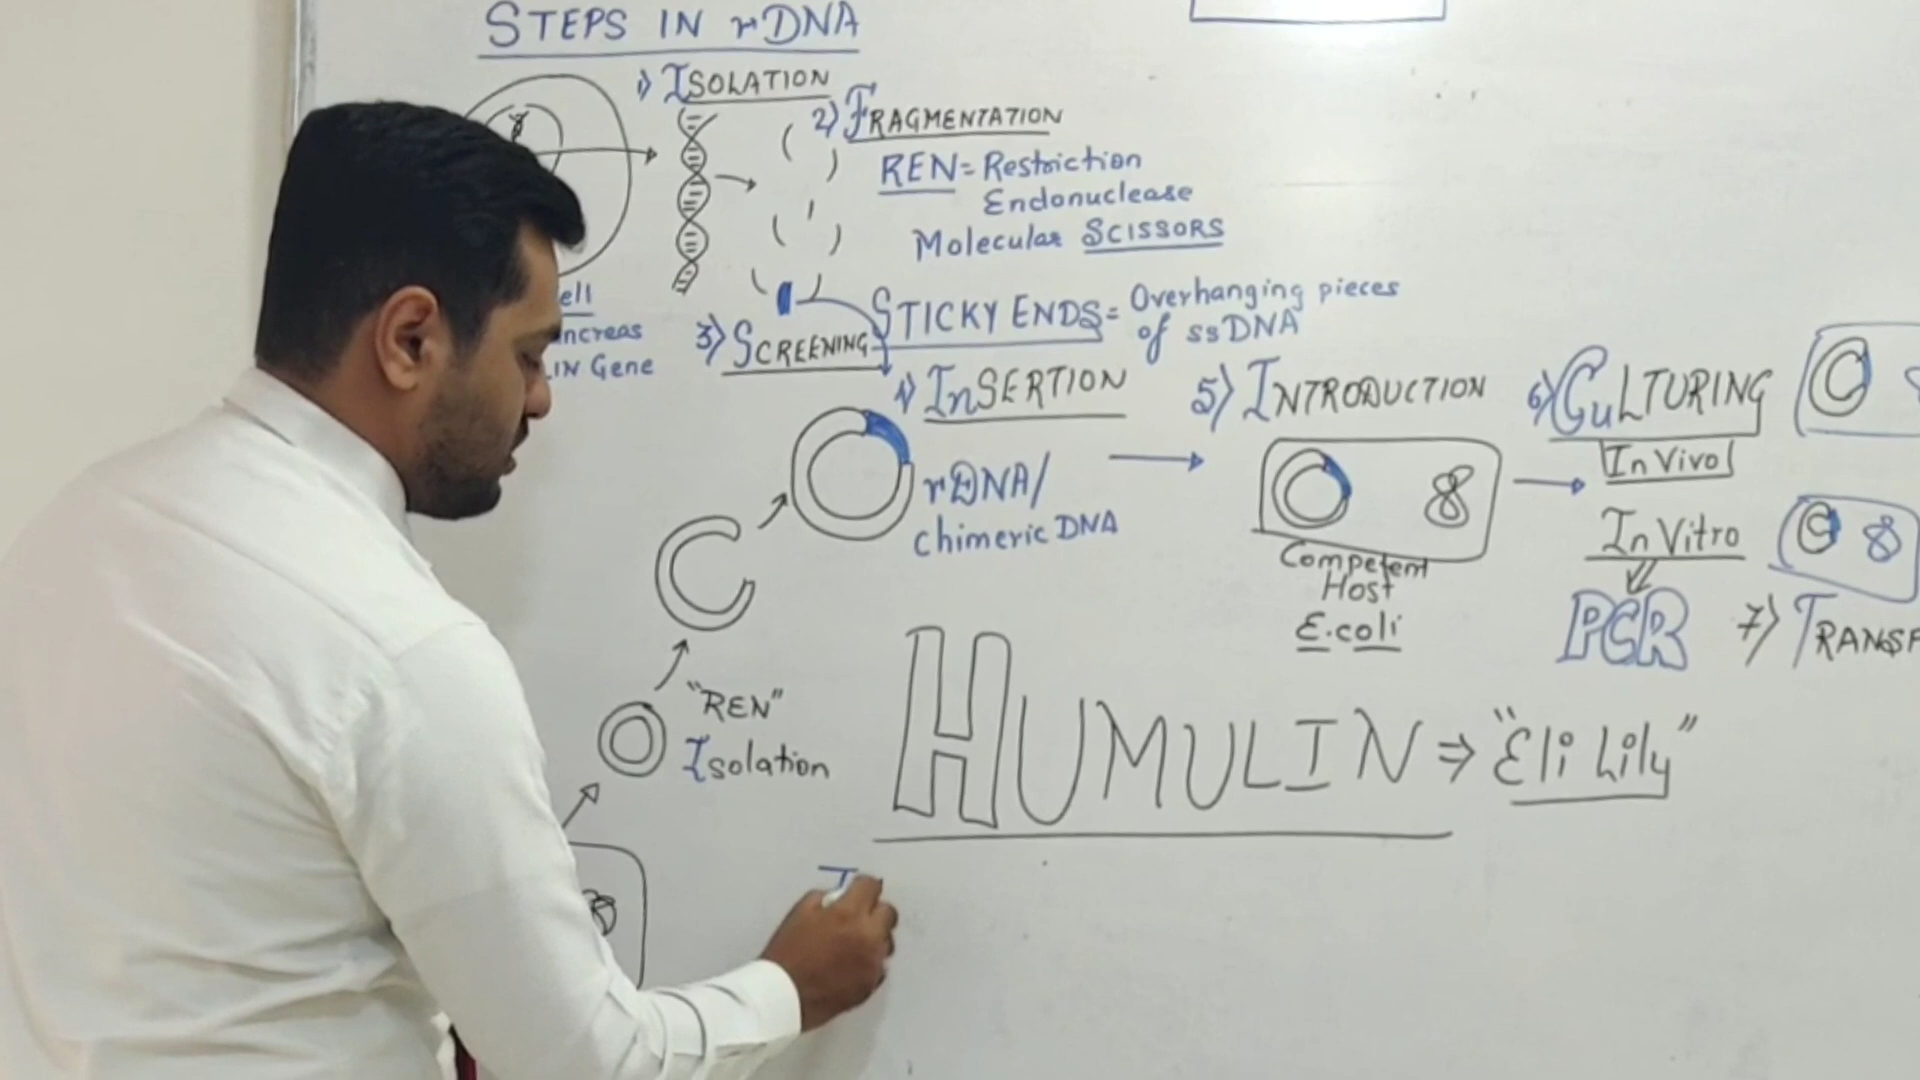 STEPS IN rDNA
1) ISOLATION
2) FRAGMENTATION
REN = Restriction
Endonuclease
Molecular SCISSORS
STICKY ENDS = Overhanging pieces
of ssDNA
ell
ncreas
LIN Gene
3) SCREENING
4) InSERTION
rDNA/
Chimeric DNA
5) INTRODUCTION
Competent
Host
E.coli
6) CuLTURING
In Vivo
In Vitro
PCR
7) TRANSF
"REN"
Isolation
HUMULIN ⇒ "Eli Lily"